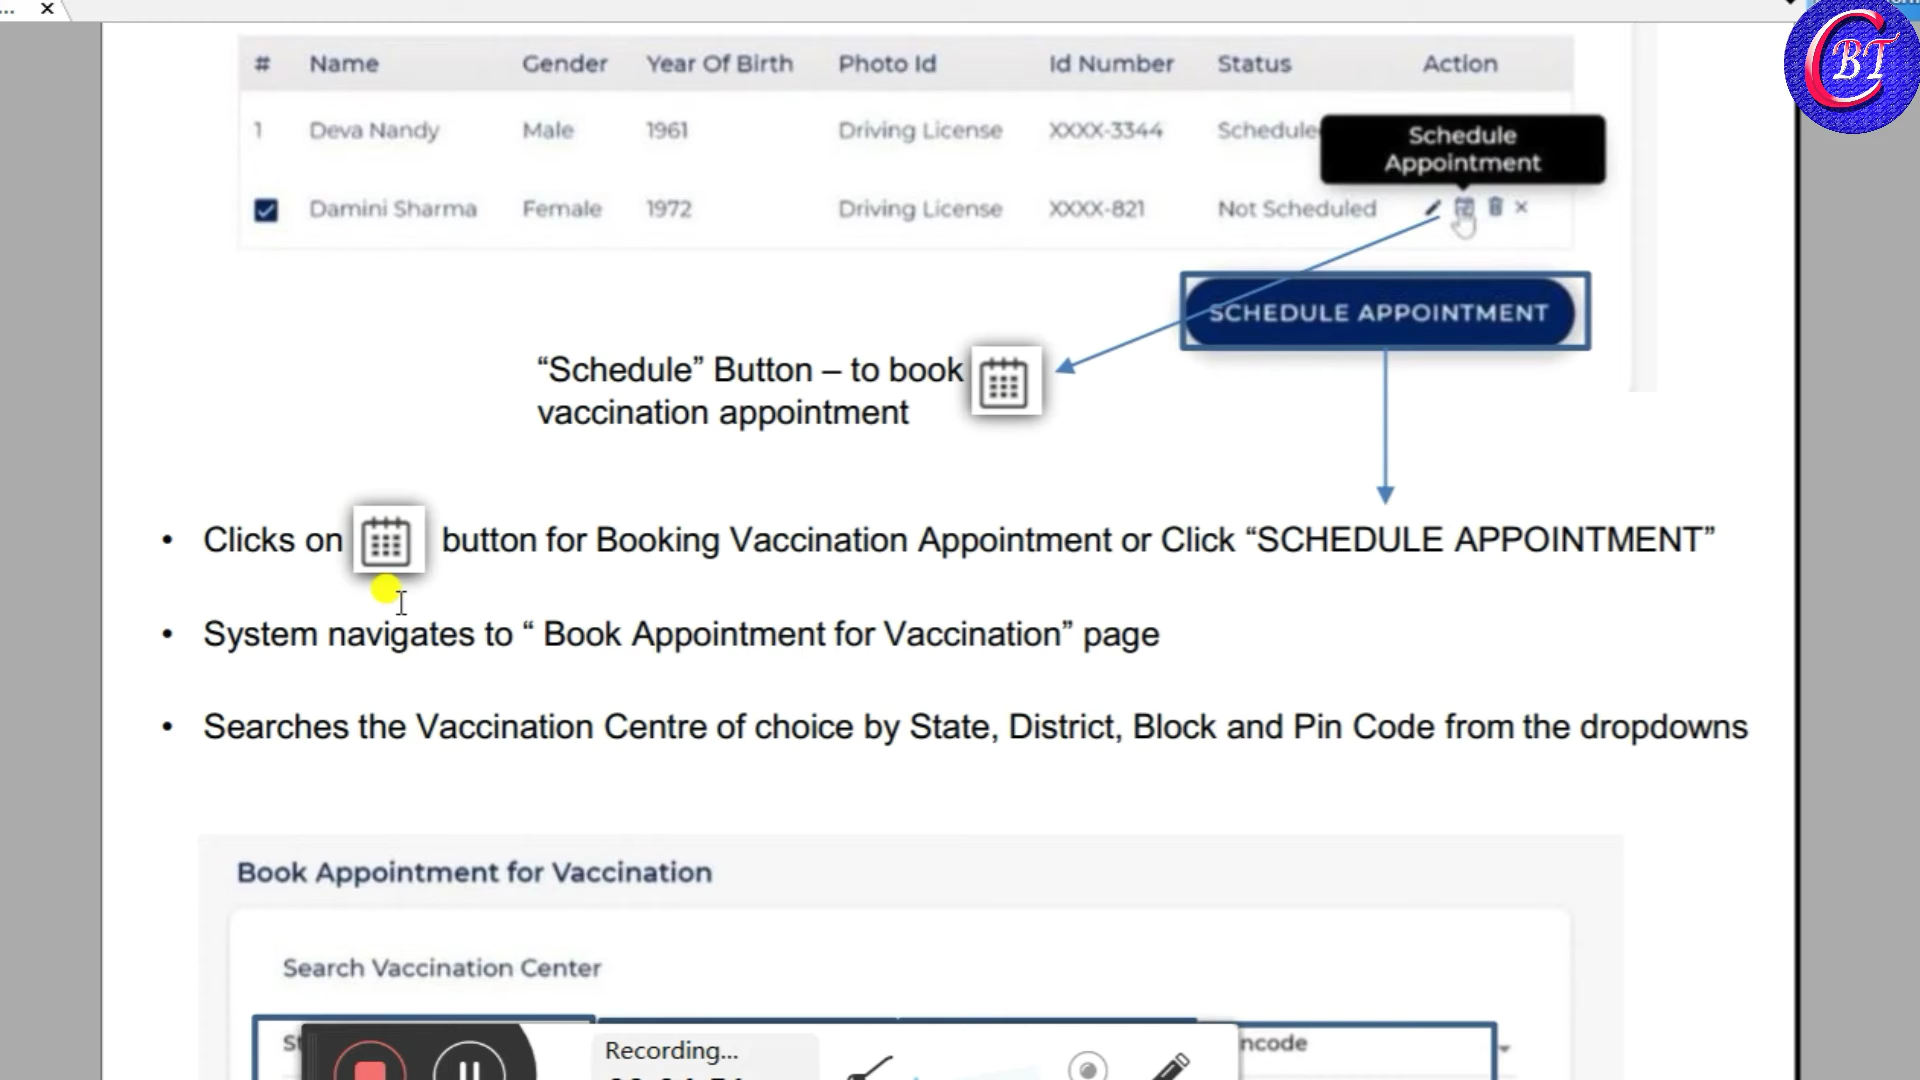 # Name Gender Year Of Birth Photo Id Id Number Status Action
1 Deva Nandy Male 1961 Driving License XXXX-3344
Schedule
Appointment
Damini Sharma Female 1972 Driving License XXXX-821 Not Scheduled
SCHEDULE APPOINTMENT
“Schedule” Button – to book
vaccination appointment
• Clicks on button for Booking Vaccination Appointment or Click “SCHEDULE APPOINTMENT”
• System navigates to “ Book Appointment for Vaccination” page
• Searches the Vaccination Centre of choice by State, District, Block and Pin Code from the dropdowns
Book Appointment for Vaccination
Search Vaccination Center
Recording...
CBT